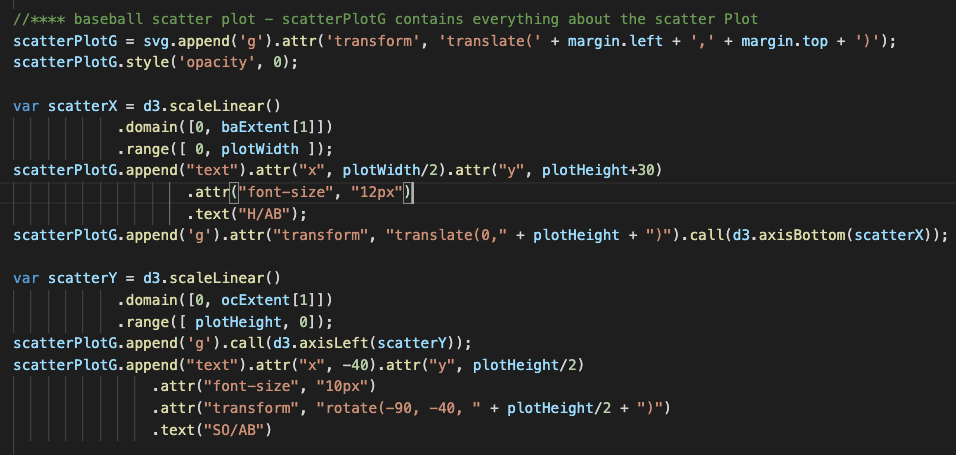 //**** baseball scatter plot - scatterPlotG contains everything about the scatter Plot
scatterPlotG = svg.append('g').attr('transform', 'translate(' + margin.left + ',' + margin.top + ')');
scatterPlotG.style('opacity', 0);

var scatterX = d3.scaleLinear()
            .domain([0, baExtent[1]])
            .range([ 0, plotWidth ]);
scatterPlotG.append("text").attr("x", plotWidth/2).attr("y", plotHeight+30)
                    .attr("font-size", "12px")
                    .text("H/AB");
scatterPlotG.append('g').attr("transform", "translate(0," + plotHeight + ")").call(d3.axisBottom(scatterX));

var scatterY = d3.scaleLinear()
            .domain([0, ocExtent[1]])
            .range([ plotHeight, 0]);
scatterPlotG.append('g').call(d3.axisLeft(scatterY));
scatterPlotG.append("text").attr("x", -40).attr("y", plotHeight/2)
                .attr("font-size", "10px")
                .attr("transform", "rotate(-90, -40, " + plotHeight/2 + ")")
                .text("SO/AB")